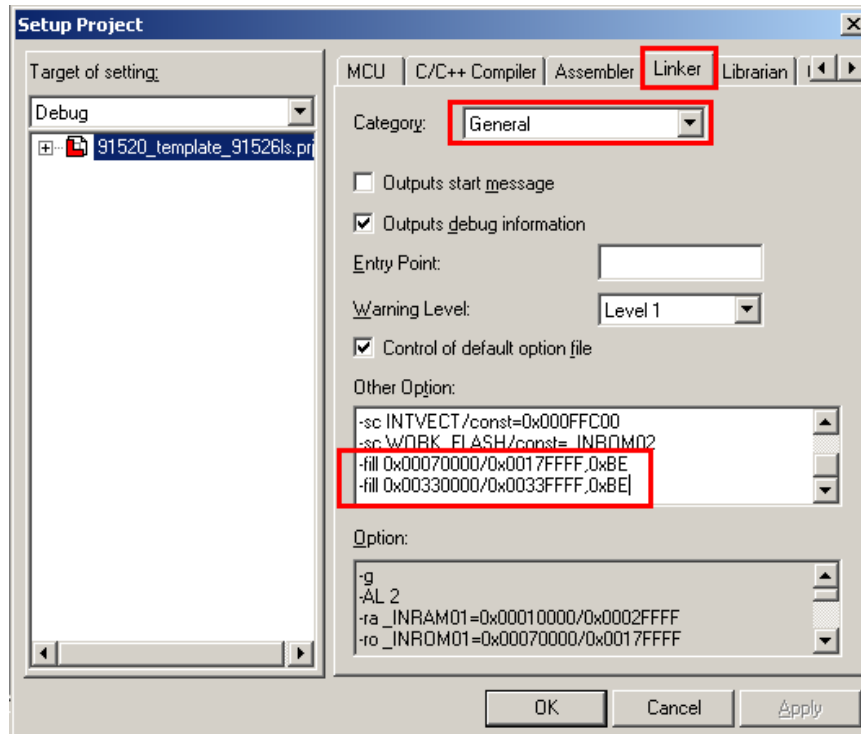 Setup Project
Target of setting:
Debug
91520_template_91526ls.prj
MCU
C/C++ Compiler
Assembler
Linker
Librarian
Category:
General
Outputs start message
Outputs debug information
Entry Point:
Warning Level:
Level 1
Control of default option file
Other Option:
-sc INTVECT/const=0x000FFC00
-sc WORK_FLASH/const=_INROM02
-fill 0x00070000/0x0017FFFF,0xBE
-fill 0x00330000/0x0033FFFF,0xBE
Option:
-g
-AL 2
-ra _INRAM01=0x00010000/0x0002FFFF
-ro _INROM01=0x00070000/0x0017FFFF
OK
Cancel
Apply